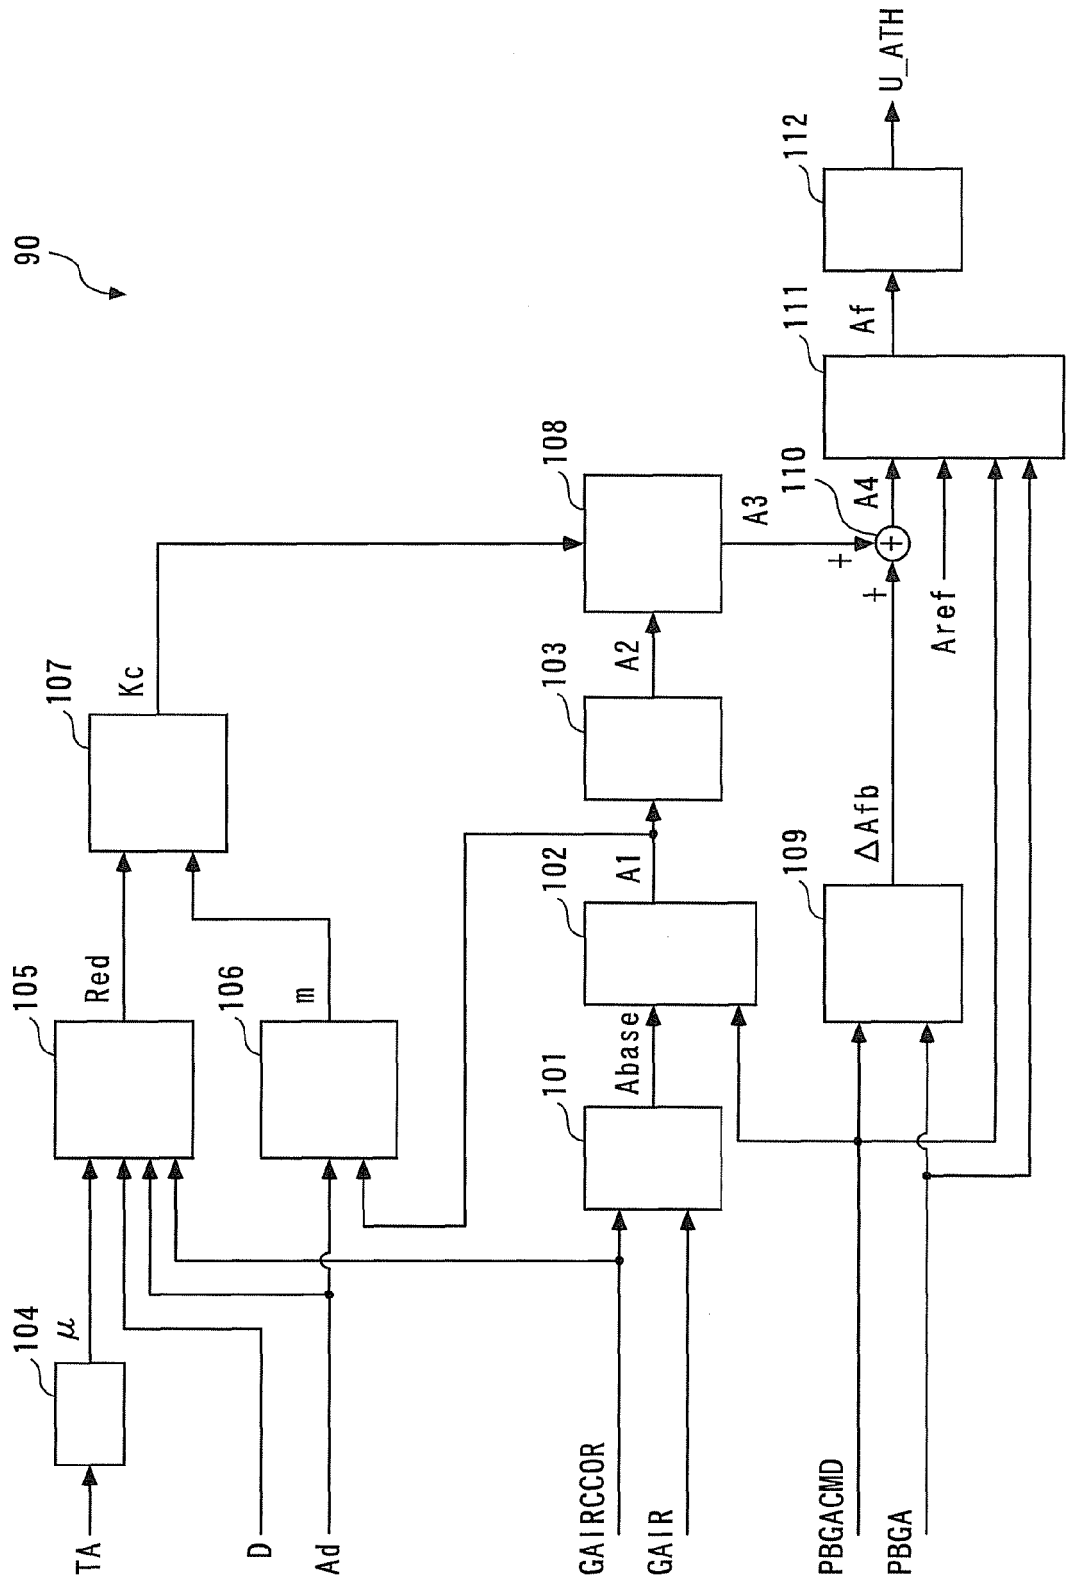 90
TA
104
μ
D
Ad
105
Red
106
m
107
Kc
GAIRCCOR
GAIR
101
Abase
102
A1
103
A2
108
A3
PBGACMD
PBGA
109
ΔAfb
+
+
+
110
A4
Aref
111
Af
112
U_ATH